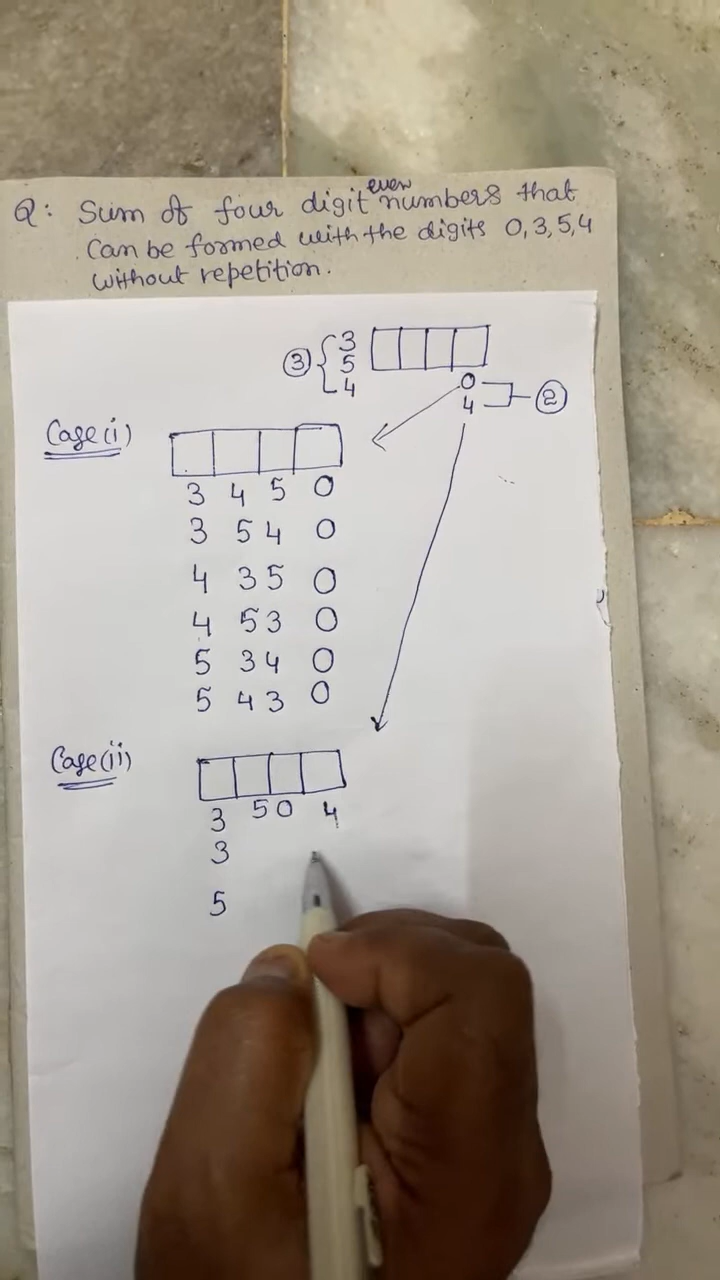 Q: Sum of four digit even numbers that
can be formed with the digits 0,3,5,4
without repetition.
3 { 3
5
4
0
4
2
Case(i)
3 4 5 0
3 5 4 0
4 3 5 0
4 5 3 0
5 3 4 0
5 4 3 0
Case(ii)
3 5 0 4
3
5